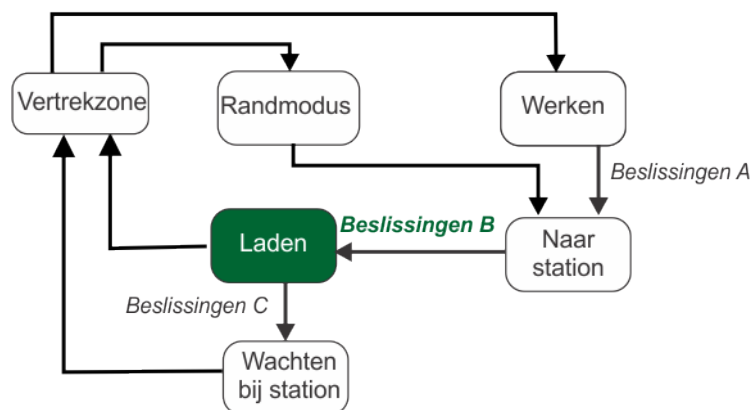 Vertrekzone
Randmodus
Werken
Beslissingen A
Beslissingen B
Laden
Naar
station
Beslissingen C
Wachten
bij station